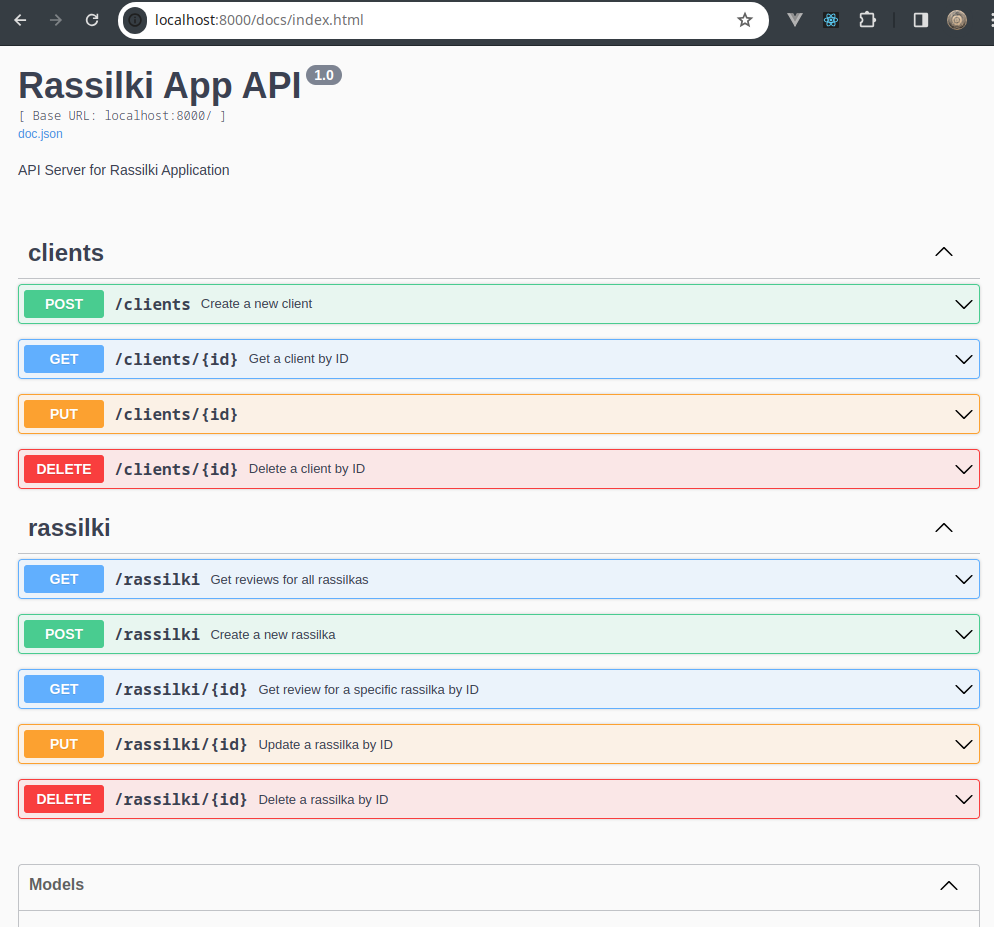 localhost:8000/docs/index.html
Rassilki App API 1.0
[ Base URL: localhost:8000/ ]
doc.json
API Server for Rassilki Application
clients
POST /clients Create a new client
GET /clients/{id} Get a client by ID
PUT /clients/{id}
DELETE /clients/{id} Delete a client by ID
rassilki
GET /rassilki Get reviews for all rassilkas
POST /rassilki Create a new rassilka
GET /rassilki/{id} Get review for a specific rassilka by ID
PUT /rassilki/{id} Update a rassilka by ID
DELETE /rassilki/{id} Delete a rassilka by ID
Models